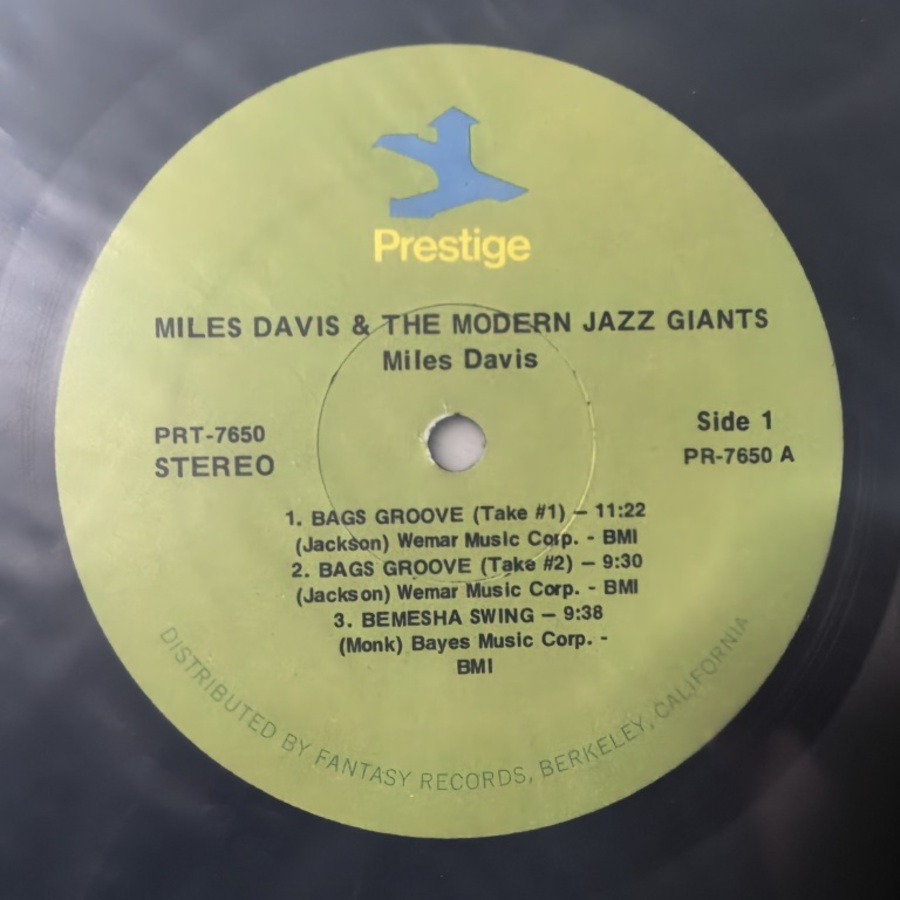 Prestige
MILES DAVIS & THE MODERN JAZZ GIANTS
Miles Davis
PRT-7650
STEREO
Side 1
PR-7650 A
1. BAGS GROOVE (Take #1) — 11:22
(Jackson) Wemar Music Corp. - BMI
2. BAGS GROOVE (Take #2) — 9:30
(Jackson) Wemar Music Corp. - BMI
3. BEMESHA SWING — 9:38
(Monk) Bayes Music Corp. -
BMI
DISTRIBUTED BY FANTASY RECORDS, BERKELEY, CALIFORNIA